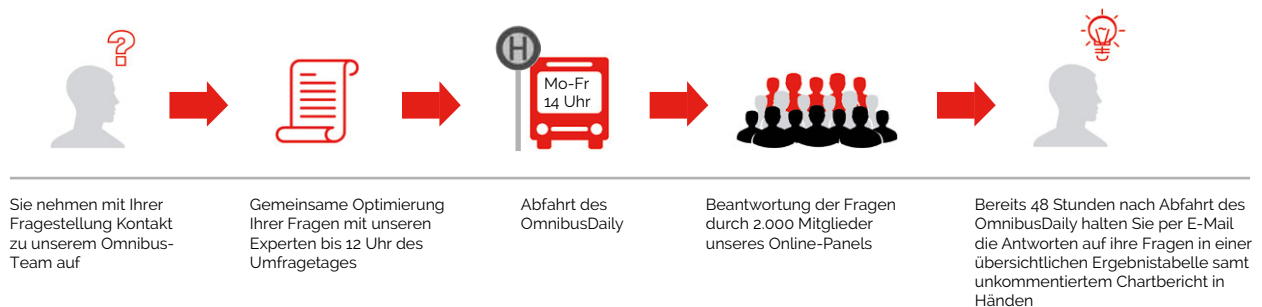 ?
H
Mo-Fr
14 Uhr
Sie nehmen mit Ihrer
Fragestellung Kontakt
zu unserem Omnibus-
Team auf
Gemeinsame Optimierung
Ihrer Fragen mit unseren
Experten bis 12 Uhr des
Umfragetages
Abfahrt des
OmnibusDaily
Beantwortung der Fragen
durch 2.000 Mitglieder
unseres Online-Panels
Bereits 48 Stunden nach Abfahrt des
OmnibusDaily halten Sie per E-Mail
die Antworten auf ihre Fragen in einer
übersichtlichen Ergebnistabelle samt
unkommentiertem Chartbericht in
Händen